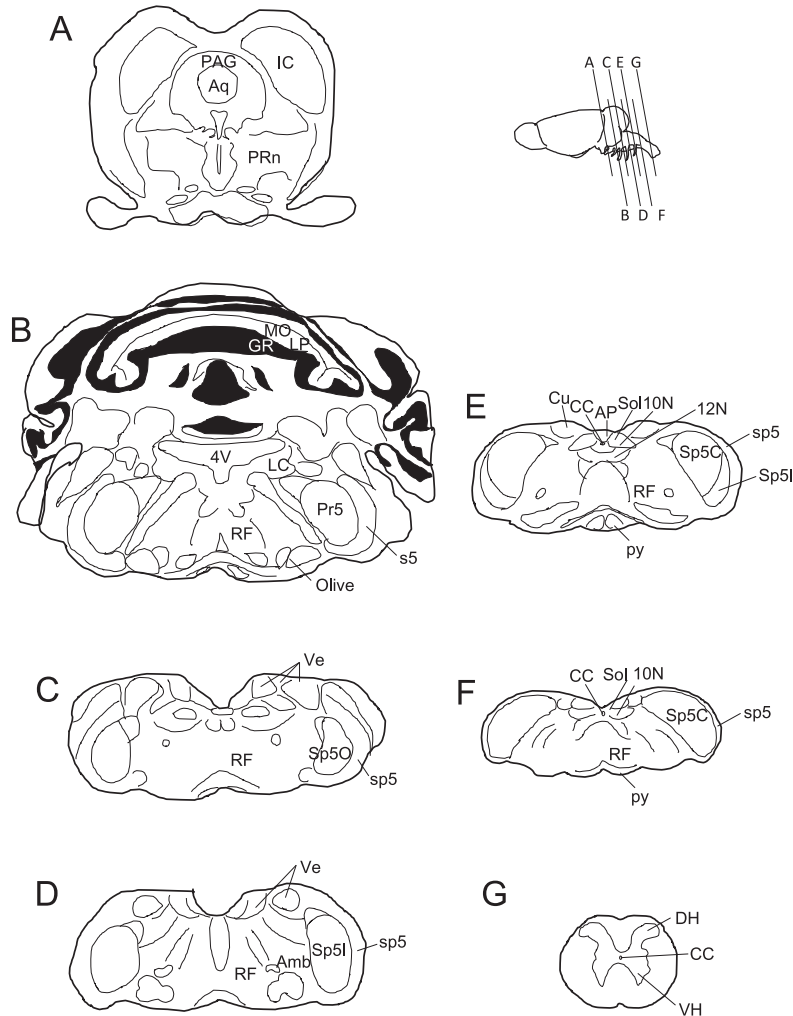 A
PAG
IC
Aq
PRn
A C E G
B D F
B
MO
GR LP
4V
LC
Pr5
RF
s5
Olive
C
Ve
RF
Sp5O
sp5
D
Ve
RF
Amb
Sp5I
sp5
E
Cu CC AP Sol 10N
12N
sp5
Sp5C
Sp5I
RF
py
F
CC Sol 10N
Sp5C
sp5
RF
py
G
DH
CC
VH